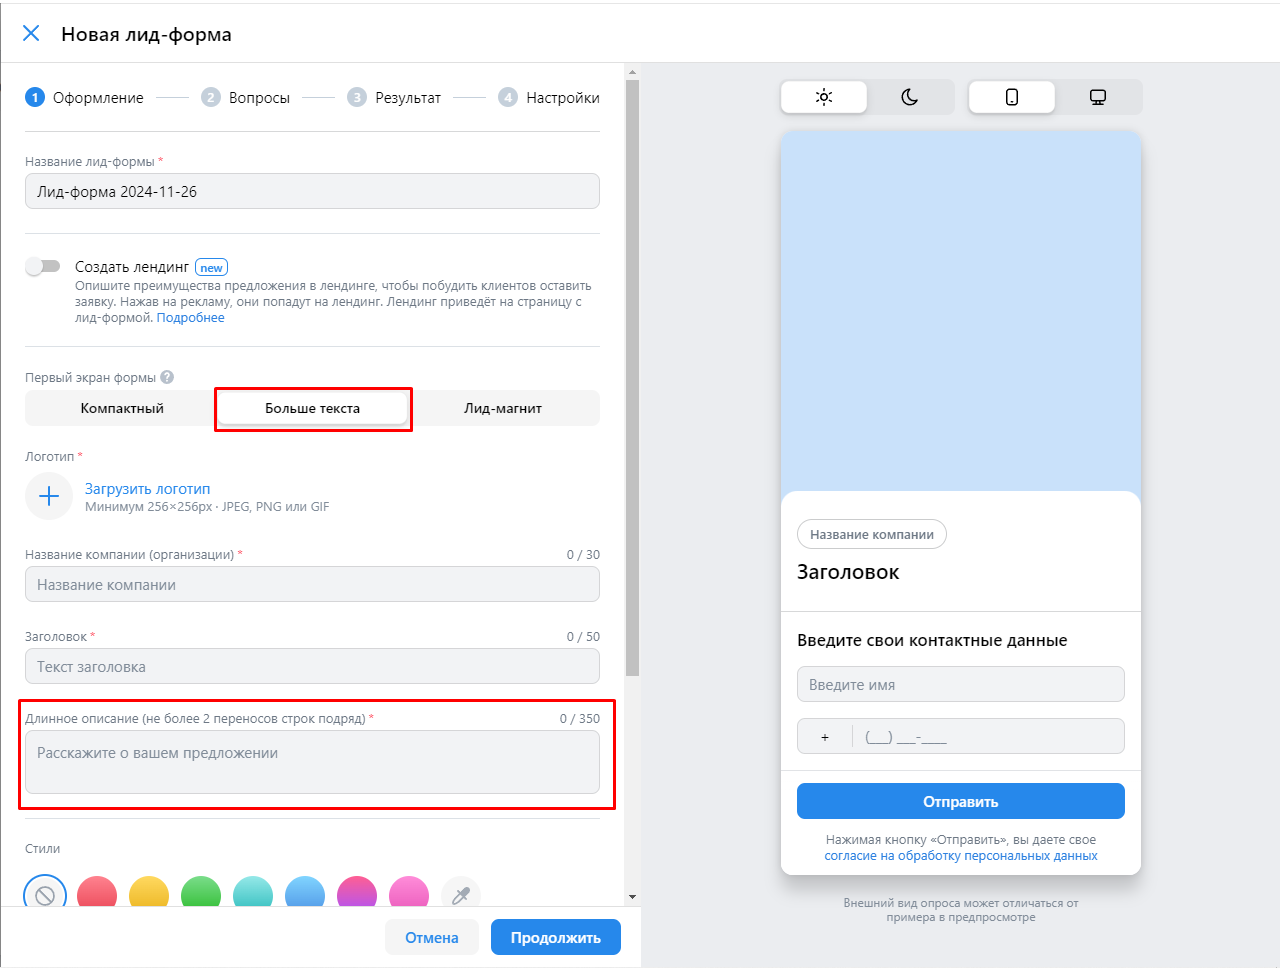 Новая лид-форма
1 Оформление
2 Вопросы
3 Результат
4 Настройки
Название лид-формы *
Лид-форма 2024-11-26
Создать лендинг new
Опишите преимущества предложения в лендинге, чтобы побудить клиентов оставить
заявку. Нажав на рекламу, они попадут на лендинг. Лендинг приведёт на страницу с
лид-формой. Подробнее
Первый экран формы ?
Компактный
Больше текста
Лид-магнит
Логотип *
Загрузить логотип
Минимум 256×256px · JPEG, PNG или GIF
Название компании (организации) * 0 / 30
Название компании
Заголовок * 0 / 50
Текст заголовка
Длинное описание (не более 2 переносов строк подряд) * 0 / 350
Расскажите о вашем предложении
Стили
Отмена
Продолжить
Название компании
Заголовок
Введите свои контактные данные
Введите имя
+ (__) ___-____
Отправить
Нажимая кнопку «Отправить», вы даете свое
согласие на обработку персональных данных
Внешний вид опроса может отличаться от
примера в предпросмотре